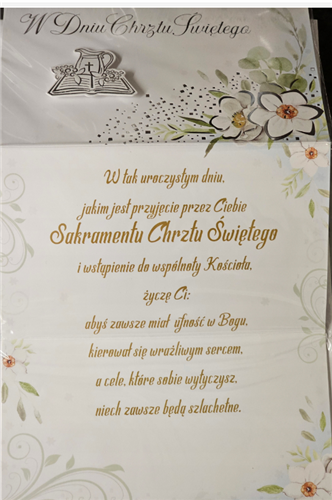 W Dniu Chrztu Świętego
W tak uroczystym dniu,
jakim jest przyjęcie przez Ciebie
Sakramentu Chrztu Świętego
i wstąpienie do wspólnoty Kościoła,
życzę Ci:
abyś zawsze miał ufność w Bogu,
kierował się wrażliwym sercem,
a cele, które sobie wytyczysz,
niech zawsze będą szlachetne.